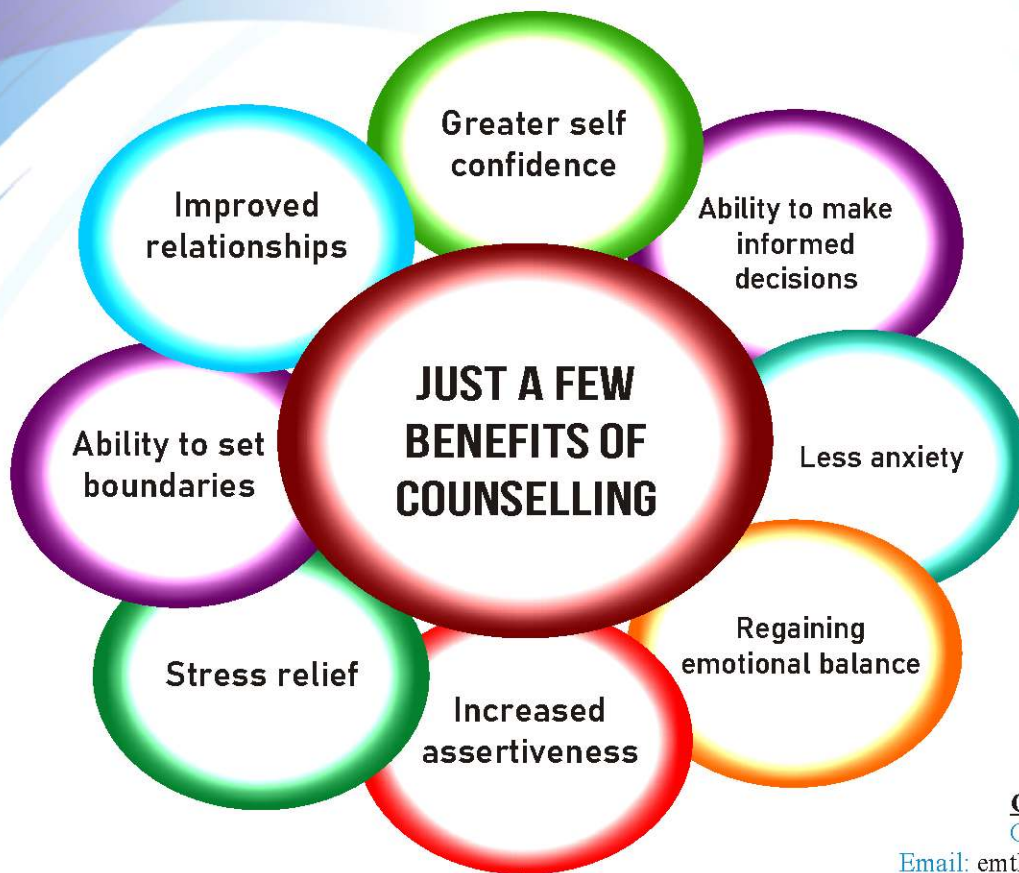 Greater self
confidence
Ability to make
informed
decisions
Less anxiety
Regaining
emotional balance
Increased
assertiveness
Stress relief
Ability to set
boundaries
Improved
relationships
JUST A FEW
BENEFITS OF
COUNSELLING
Email: